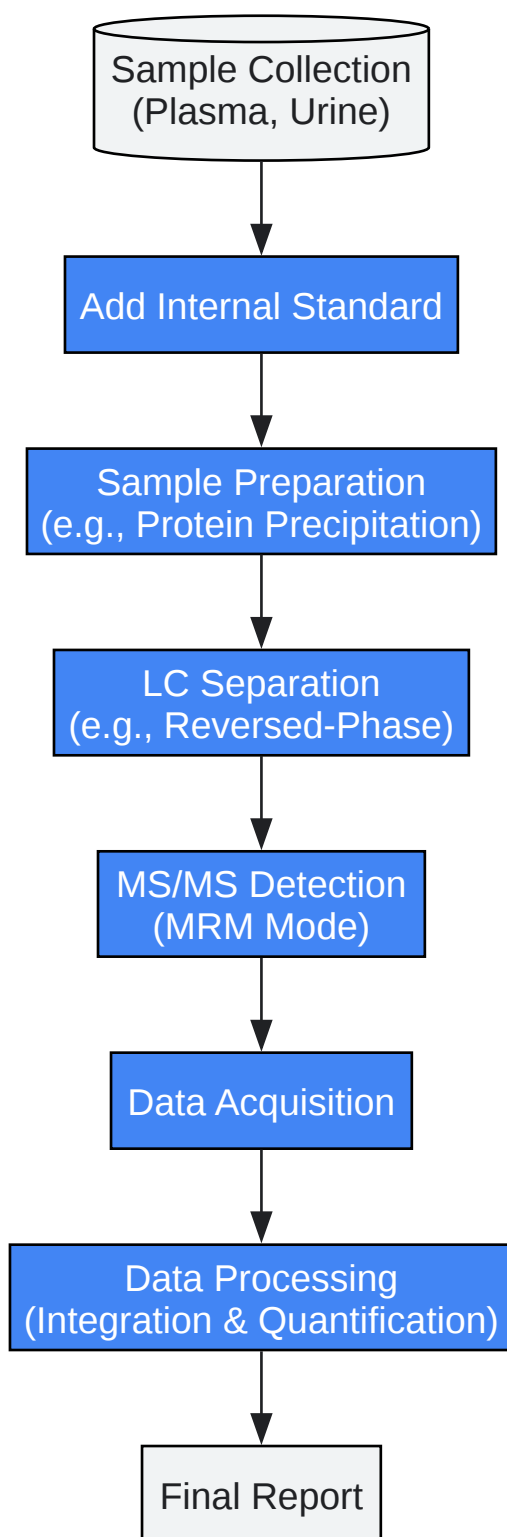 Sample Collection
(Plasma, Urine)
Add Internal Standard
Sample Preparation
(e.g., Protein Precipitation)
LC Separation
(e.g., Reversed-Phase)
MS/MS Detection
(MRM Mode)
Data Acquisition
Data Processing
(Integration & Quantification)
Final Report